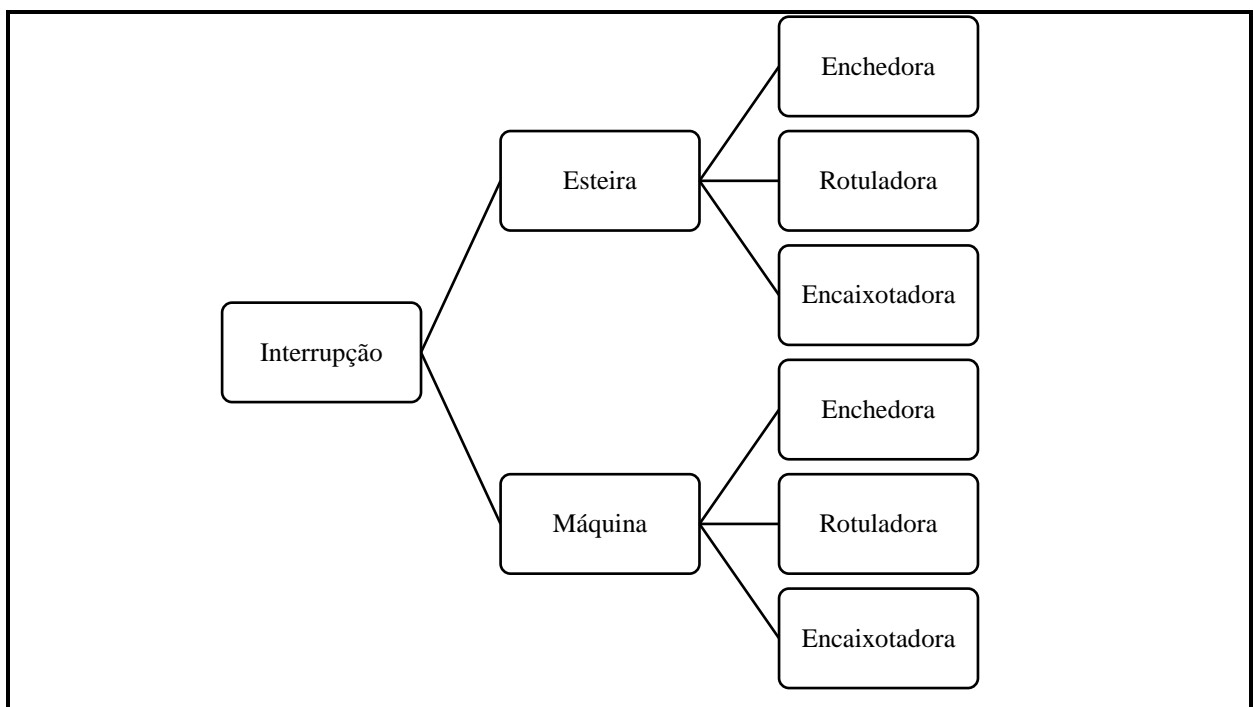 Enchedora
Esteira
Rotuladora
Encaixotadora
Interrupção
Enchedora
Máquina
Rotuladora
Encaixotadora